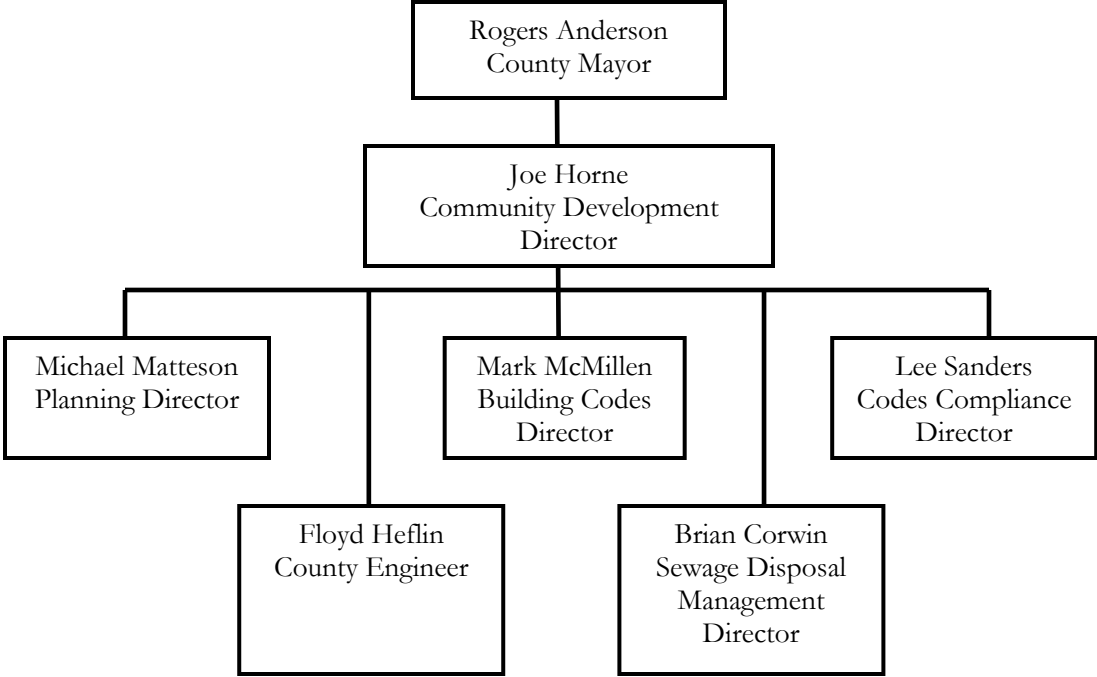 Rogers Anderson
County Mayor
Joe Horne
Community Development
Director
Michael Matteson
Planning Director
Mark McMillen
Building Codes
Director
Lee Sanders
Codes Compliance
Director
Floyd Heflin
County Engineer
Brian Corwin
Sewage Disposal
Management
Director